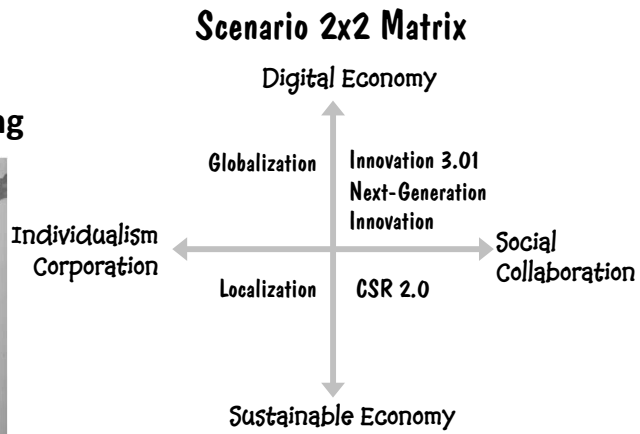 Scenario 2x2 Matrix
Digital Economy
Globalization
Innovation 3.01
Next-Generation
Innovation
Individualism
Corporation
Social
Collaboration
Localization
CSR 2.0
Sustainable Economy